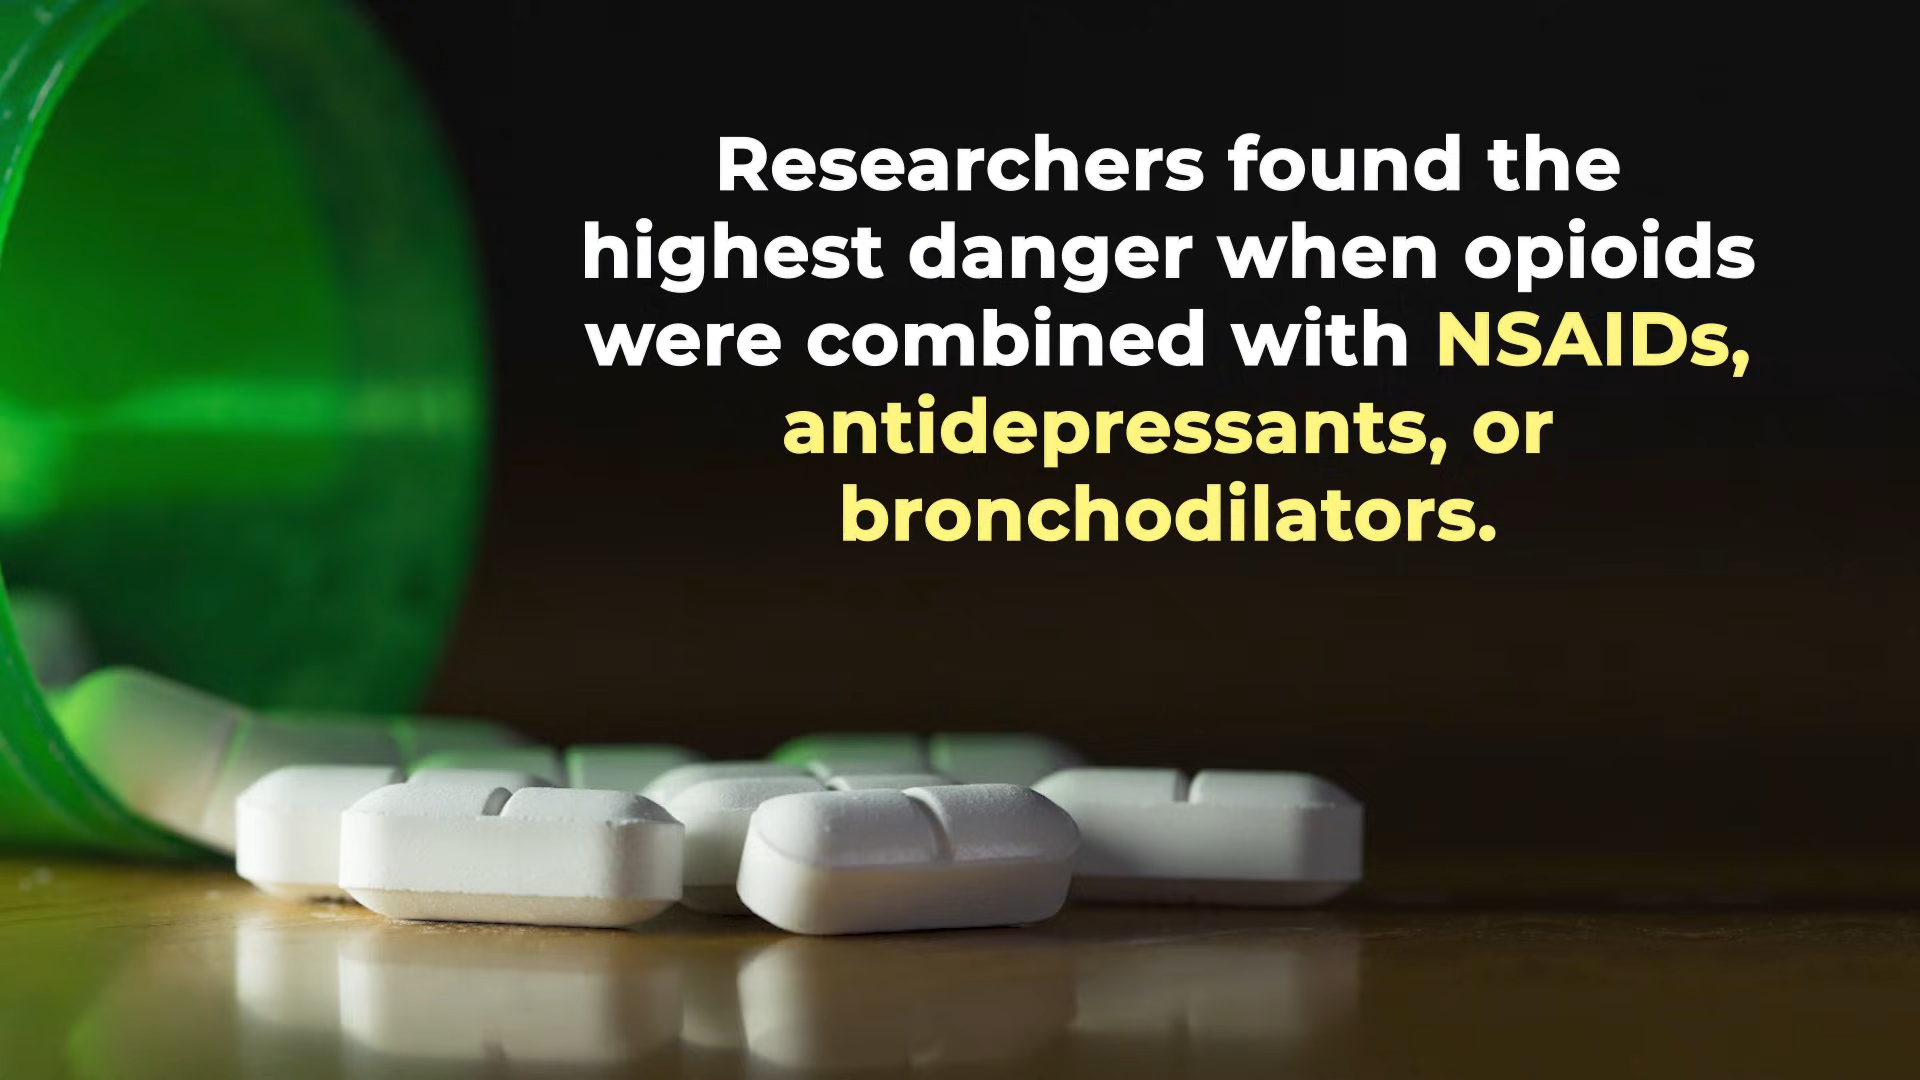 Researchers found the
highest danger when opioids
were combined with NSAIDs,
antidepressants, or
bronchodilators.